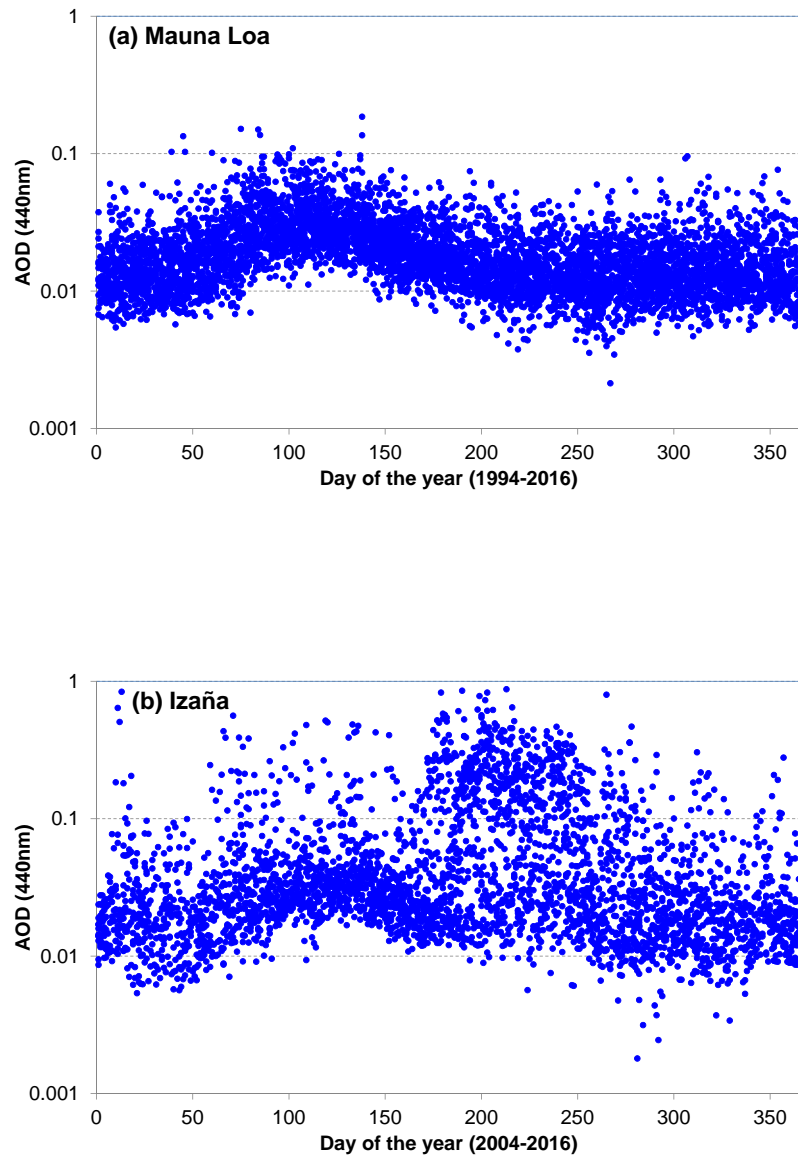 1
(a) Mauna Loa
0.1
AOD (440nm)
0.01
0.001
0 50 100 150 200 250 300 350
Day of the year (1994-2016)
1
(b) Izaña
0.1
AOD (440nm)
0.01
0.001
0 50 100 150 200 250 300 350
Day of the year (2004-2016)